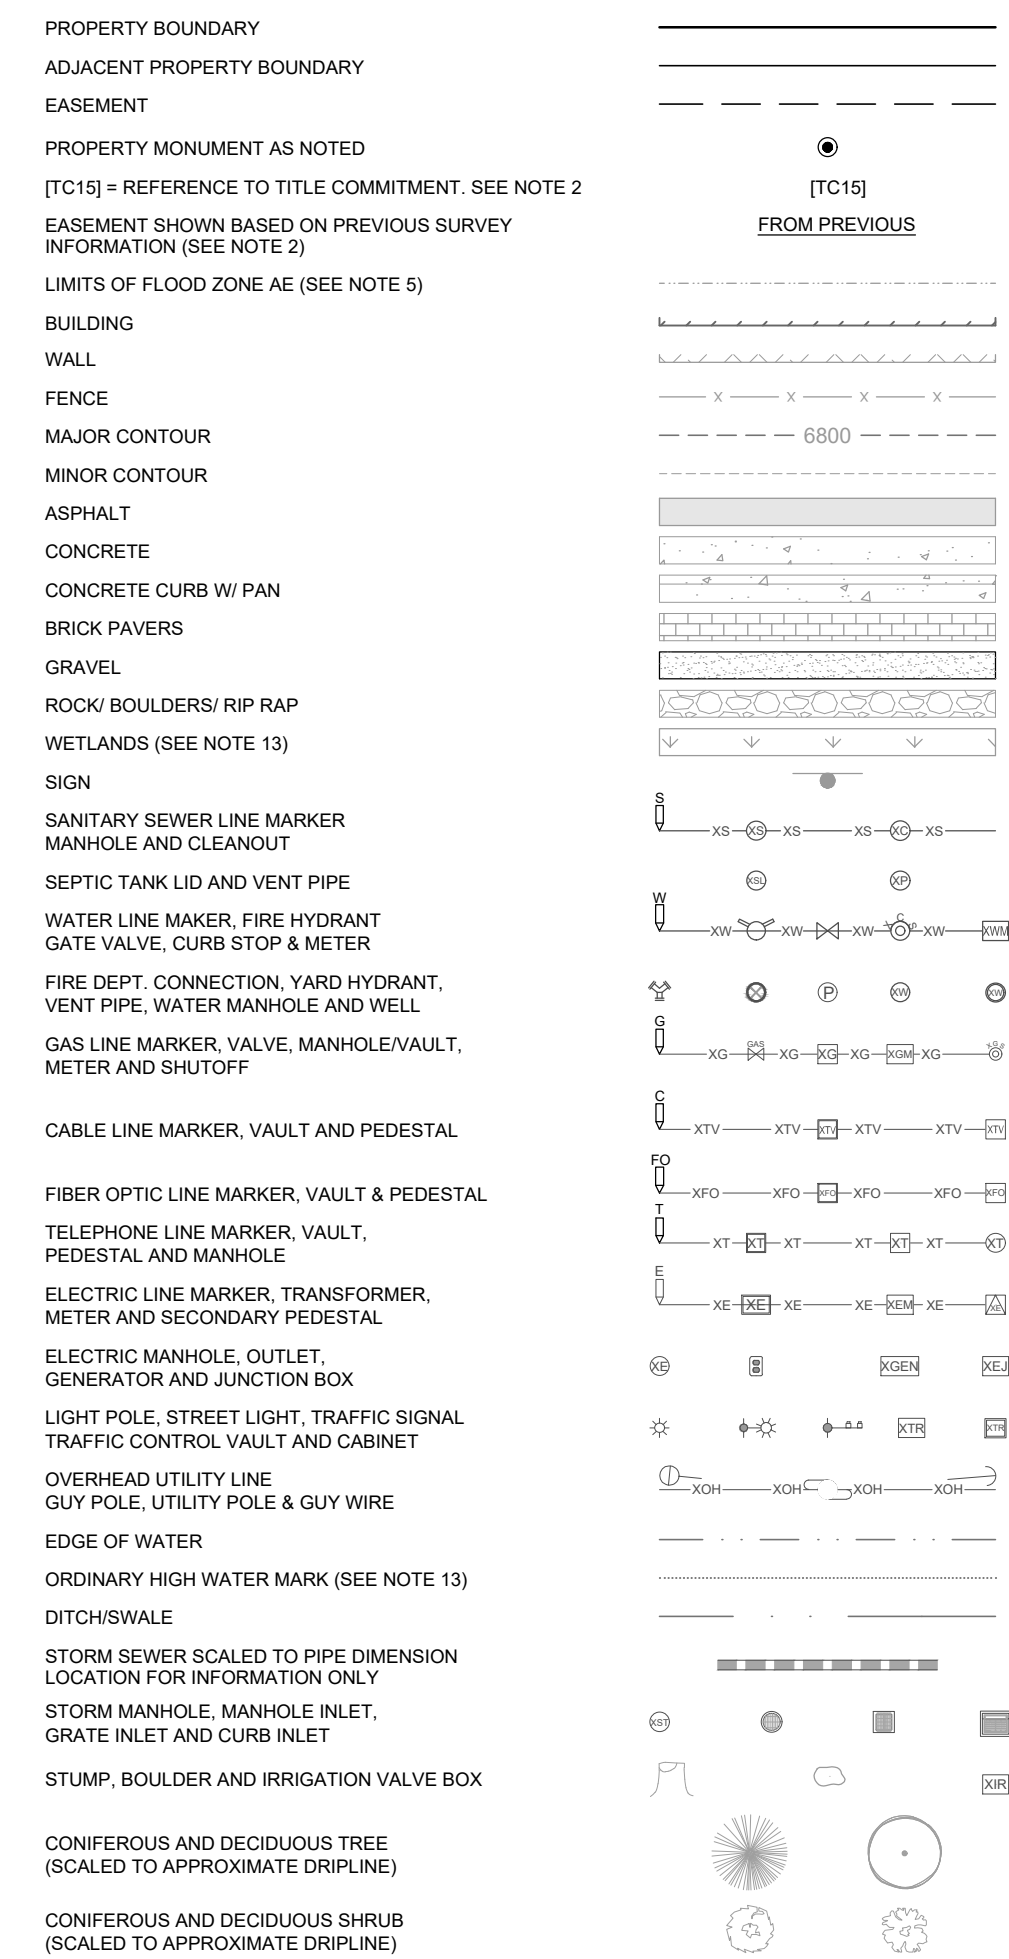 PROPERTY BOUNDARY
ADJACENT PROPERTY BOUNDARY
EASEMENT
PROPERTY MONUMENT AS NOTED
[TC15] = REFERENCE TO TITLE COMMITMENT. SEE NOTE 2 [TC15]
EASEMENT SHOWN BASED ON PREVIOUS SURVEY FROM PREVIOUS
INFORMATION (SEE NOTE 2)
LIMITS OF FLOOD ZONE AE (SEE NOTE 5)
BUILDING
WALL
FENCE X X X X
MAJOR CONTOUR 6800
MINOR CONTOUR
ASPHALT
CONCRETE
CONCRETE CURB W/ PAN
BRICK PAVERS
GRAVEL
ROCK/ BOULDERS/ RIP RAP
WETLANDS (SEE NOTE 13)
SIGN
S
SANITARY SEWER LINE MARKER
MANHOLE AND CLEANOUT XS XS XS XS XC XS
SEPTIC TANK LID AND VENT PIPE XSL XP
W
WATER LINE MAKER, FIRE HYDRANT
GATE VALVE, CURB STOP & METER XW XW XW X C S XW XWM
FIRE DEPT. CONNECTION, YARD HYDRANT,
VENT PIPE, WATER MANHOLE AND WELL P XW XW
G
GAS LINE MARKER, VALVE, MANHOLE/VAULT,
METER AND SHUTOFF XG GAS XG XG XG XGM XG XGS
C
CABLE LINE MARKER, VAULT AND PEDESTAL XTV XTV XTV XTV XTV XTV
FO
FIBER OPTIC LINE MARKER, VAULT & PEDESTAL XFO XFO XFO XFO XFO XFO
T
TELEPHONE LINE MARKER, VAULT,
PEDESTAL AND MANHOLE XT XT XT XT XT XT XT
E
ELECTRIC LINE MARKER, TRANSFORMER,
METER AND SECONDARY PEDESTAL XE XE XE XE XEM XE XE
ELECTRIC MANHOLE, OUTLET,
GENERATOR AND JUNCTION BOX XE XGEN XEJ
LIGHT POLE, STREET LIGHT, TRAFFIC SIGNAL
TRAFFIC CONTROL VAULT AND CABINET XTR XTR
OVERHEAD UTILITY LINE
GUY POLE, UTILITY POLE & GUY WIRE XOH XOH XOH XOH
EDGE OF WATER
ORDINARY HIGH WATER MARK (SEE NOTE 13)
DITCH/SWALE
STORM SEWER SCALED TO PIPE DIMENSION
LOCATION FOR INFORMATION ONLY
STORM MANHOLE, MANHOLE INLET,
GRATE INLET AND CURB INLET XST
STUMP, BOULDER AND IRRIGATION VALVE BOX XIR
CONIFEROUS AND DECIDUOUS TREE
(SCALED TO APPROXIMATE DRIPLINE)
CONIFEROUS AND DECIDUOUS SHRUB
(SCALED TO APPROXIMATE DRIPLINE)